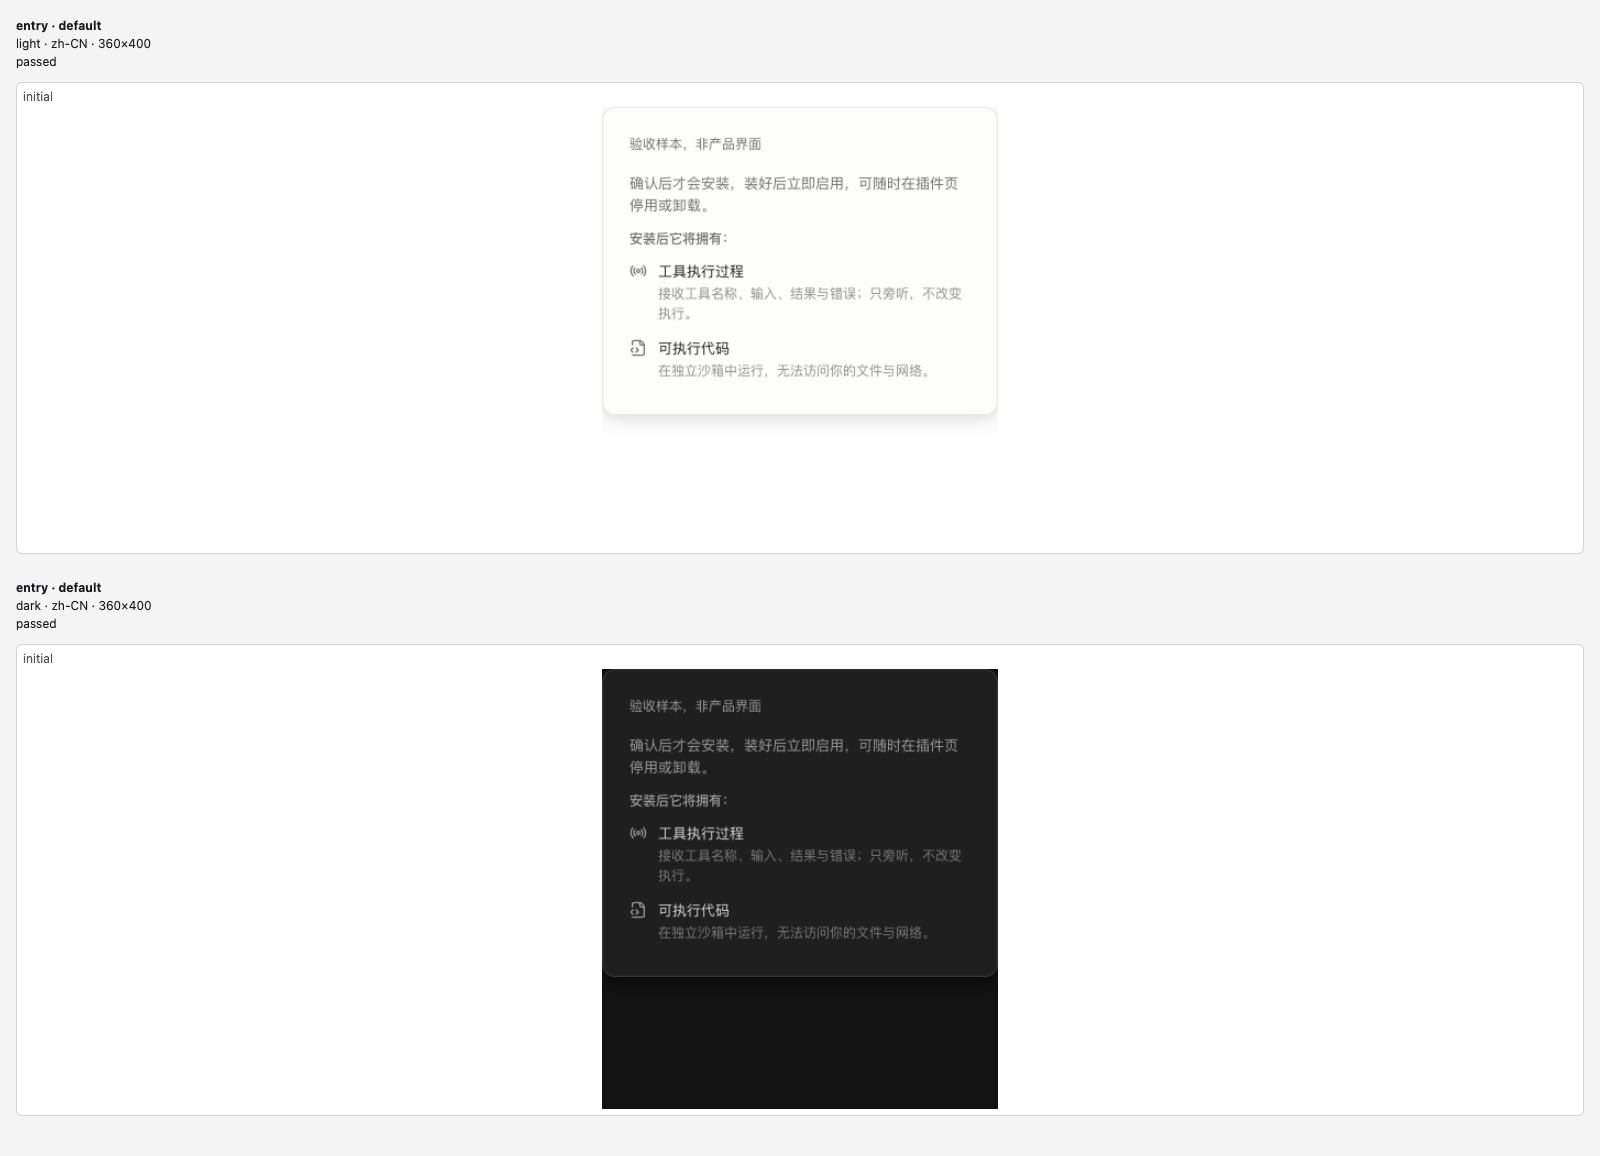 entry · default
light · zh-CN · 360×400
passed
initial
验收样本，非产品界面
确认后才会安装，装好后立即启用，可随时在插件页
停用或卸载。
安装后它将拥有：
工具执行过程
接收工具名称、输入、结果与错误；只旁听，不改变
执行。
可执行代码
在独立沙箱中运行，无法访问你的文件与网络。
entry · default
dark · zh-CN · 360×400
passed
initial
验收样本，非产品界面
确认后才会安装，装好后立即启用，可随时在插件页
停用或卸载。
安装后它将拥有：
工具执行过程
接收工具名称、输入、结果与错误；只旁听，不改变
执行。
可执行代码
在独立沙箱中运行，无法访问你的文件与网络。